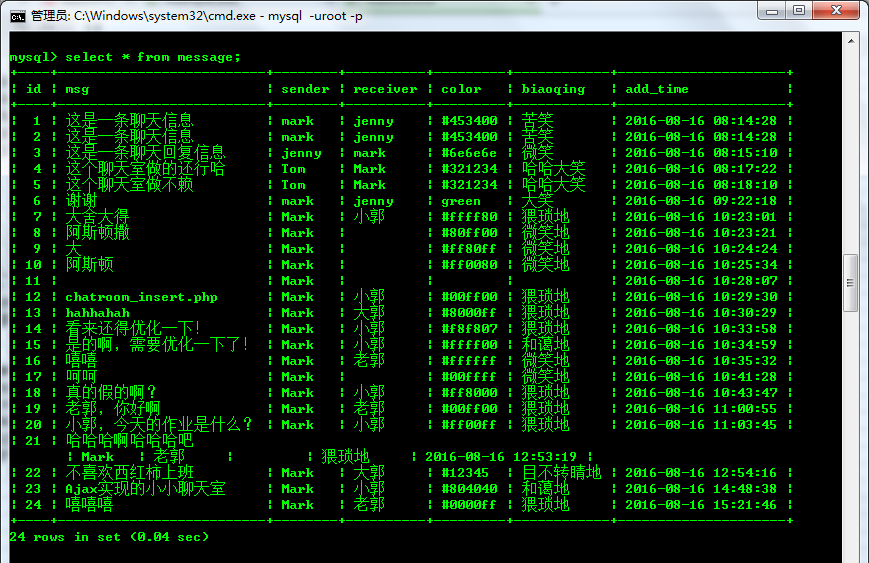 管理员: C:\Windows\system32\cmd.exe - mysql -uroot -p
mysql> select * from message;
+----+--------------------------+--------+----------+---------+------------+---------------------+
| id | msg | sender | receiver | color | biaoqing | add_time |
+----+--------------------------+--------+----------+---------+------------+---------------------+
| 1 | 这是一条聊天信息 | mark | jenny | #453400 | 苦笑 | 2016-08-16 08:14:28 |
| 2 | 这是一条聊天信息 | mark | jenny | #453400 | 苦笑 | 2016-08-16 08:14:28 |
| 3 | 这是一条聊天回复信息 | jenny | mark | #6e6e6e | 微笑 | 2016-08-16 08:15:10 |
| 4 | 这个聊天室做的还行哈 | Tom | Mark | #321234 | 哈哈大笑 | 2016-08-16 08:17:22 |
| 5 | 这个聊天室做不赖 | Tom | Mark | #321234 | 哈哈大笑 | 2016-08-16 08:18:10 |
| 6 | 谢谢 | mark | jenny | green | 大笑 | 2016-08-16 09:22:18 |
| 7 | 大舍大得 | Mark | 小郭 | #ffff80 | 猥琐地 | 2016-08-16 10:23:01 |
| 8 | 阿斯顿撒 | Mark | | #80ff00 | 微笑地 | 2016-08-16 10:23:21 |
| 9 | 大 | Mark | | #ff80ff | 微笑地 | 2016-08-16 10:24:24 |
| 10 | 阿斯顿 | Mark | | #ff0080 | 微笑地 | 2016-08-16 10:25:34 |
| 11 | | Mark | | | | 2016-08-16 10:28:07 |
| 12 | chatroom_insert.php | Mark | 小郭 | #00ff00 | 猥琐地 | 2016-08-16 10:29:30 |
| 13 | hahhahah | Mark | 大郭 | #8000ff | 猥琐地 | 2016-08-16 10:30:29 |
| 14 | 看来还得优化一下! | Mark | 小郭 | #f8f807 | 猥琐地 | 2016-08-16 10:33:58 |
| 15 | 是的啊，需要优化一下了! | Mark | 小郭 | #ffff00 | 和谒地 | 2016-08-16 10:34:59 |
| 16 | 嘻嘻 | Mark | 老郭 | #ffffff | 微笑地 | 2016-08-16 10:35:32 |
| 17 | 呵呵 | Mark | | #00ffff | 微笑地 | 2016-08-16 10:41:28 |
| 18 | 真的假的啊? | Mark | 小郭 | #ff8000 | 猥琐地 | 2016-08-16 10:43:47 |
| 19 | 老郭，你好啊 | Mark | 老郭 | #00ff00 | 猥琐地 | 2016-08-16 11:00:55 |
| 20 | 小郭，今天的作业是什么? | Mark | 小郭 | #ff00ff | 猥琐地 | 2016-08-16 11:03:45 |
| 21 | 哈哈哈啊哈哈哈吧
| Mark | 老郭 | | 猥琐地 | 2016-08-16 12:53:19 |
| 22 | 不喜欢西红柿上班 | Mark | 大郭 | #12345 | 目不转睛地 | 2016-08-16 12:54:16 |
| 23 | Ajax实现的小小聊天室 | Mark | 小郭 | #804040 | 和谒地 | 2016-08-16 14:48:38 |
| 24 | 嘻嘻嘻 | Mark | 老郭 | #0000ff | 猥琐地 | 2016-08-16 15:21:46 |
+----+--------------------------+--------+----------+---------+------------+---------------------+
24 rows in set (0.04 sec)